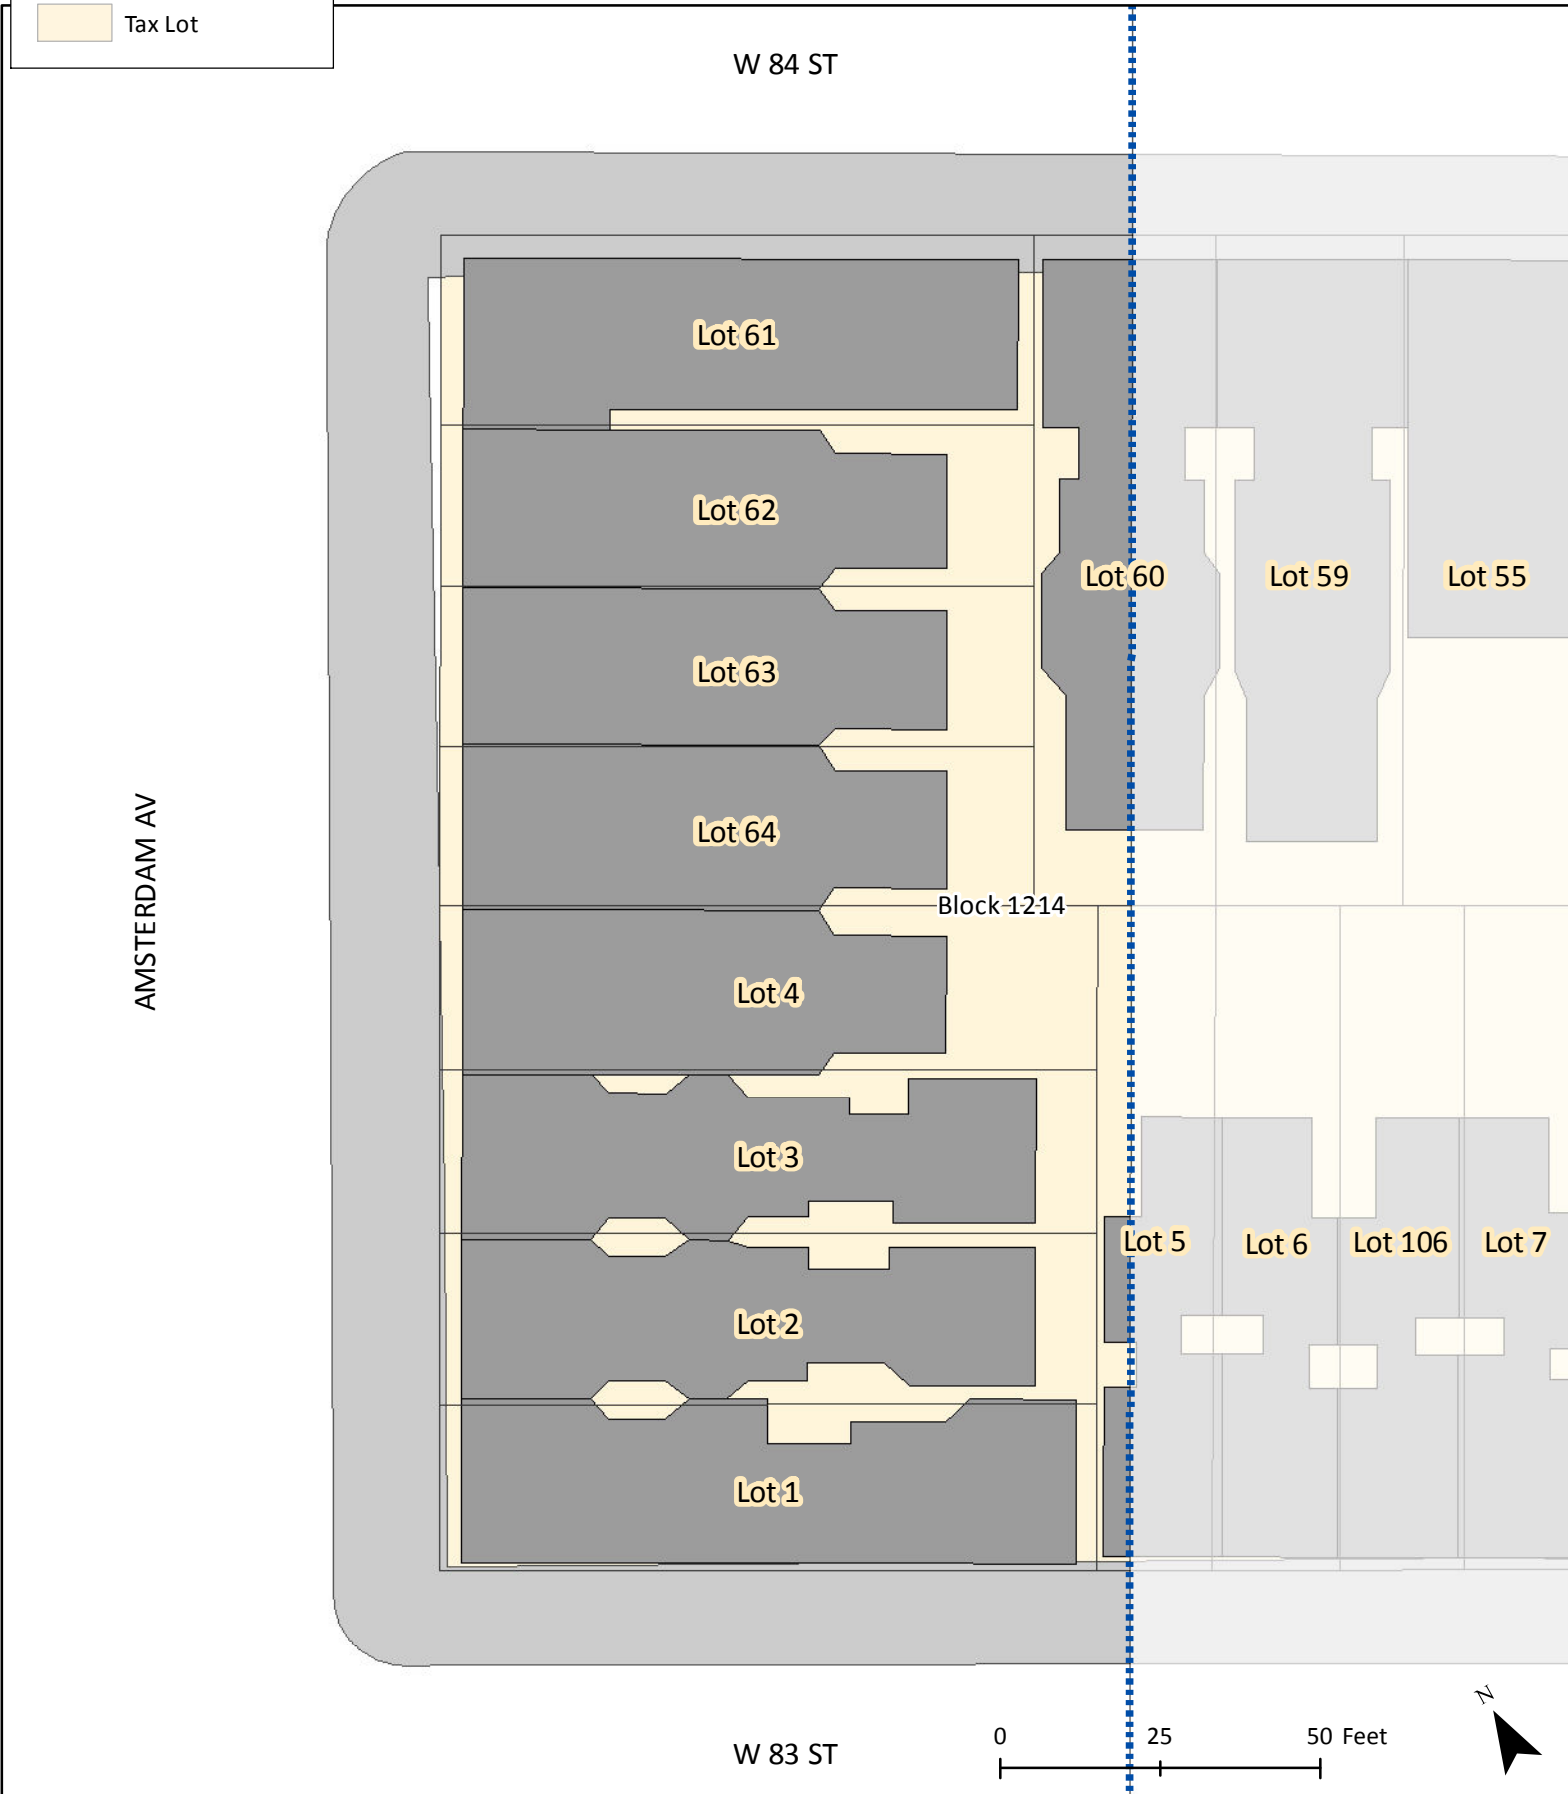 Tax Lot
W 84 ST
Lot 61
Lot 62
Lot 60
Lot 59
Lot 55
Lot 63
Lot 64
AMSTERDAM AV
Block 1214
Lot 4
Lot 3
Lot 5
Lot 6
Lot 106
Lot 7
Lot 2
Lot 1
W 83 ST
0 25 50 Feet
N